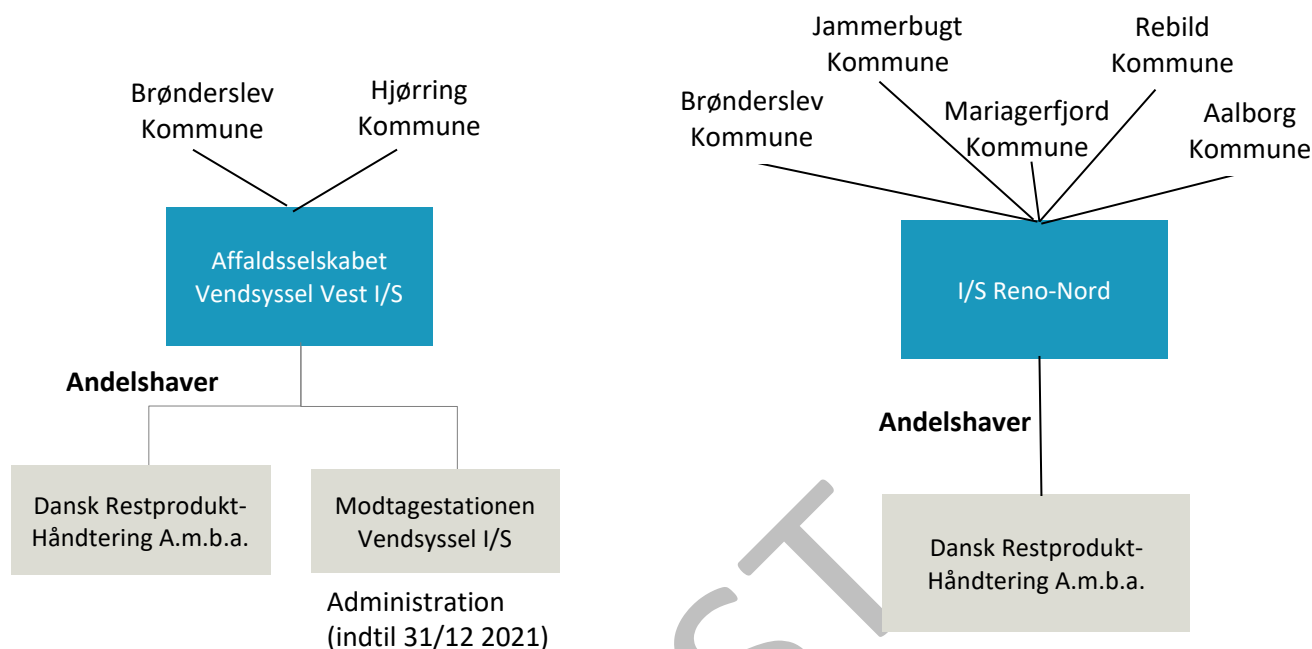 Brønderslev
Kommune
Hjørring
Kommune
Affaldsselskabet
Vendsyssel Vest I/S
Andelshaver
Dansk Restprodukt-
Håndtering A.m.b.a.
Modtagestationen
Vendsyssel I/S
Administration
(indtil 31/12 2021)
Jammerbugt
Kommune
Rebild
Kommune
Brønderslev
Kommune
Mariagerfjord
Kommune
Aalborg
Kommune
I/S Reno-Nord
Andelshaver
Dansk Restprodukt-
Håndtering A.m.b.a.
ST